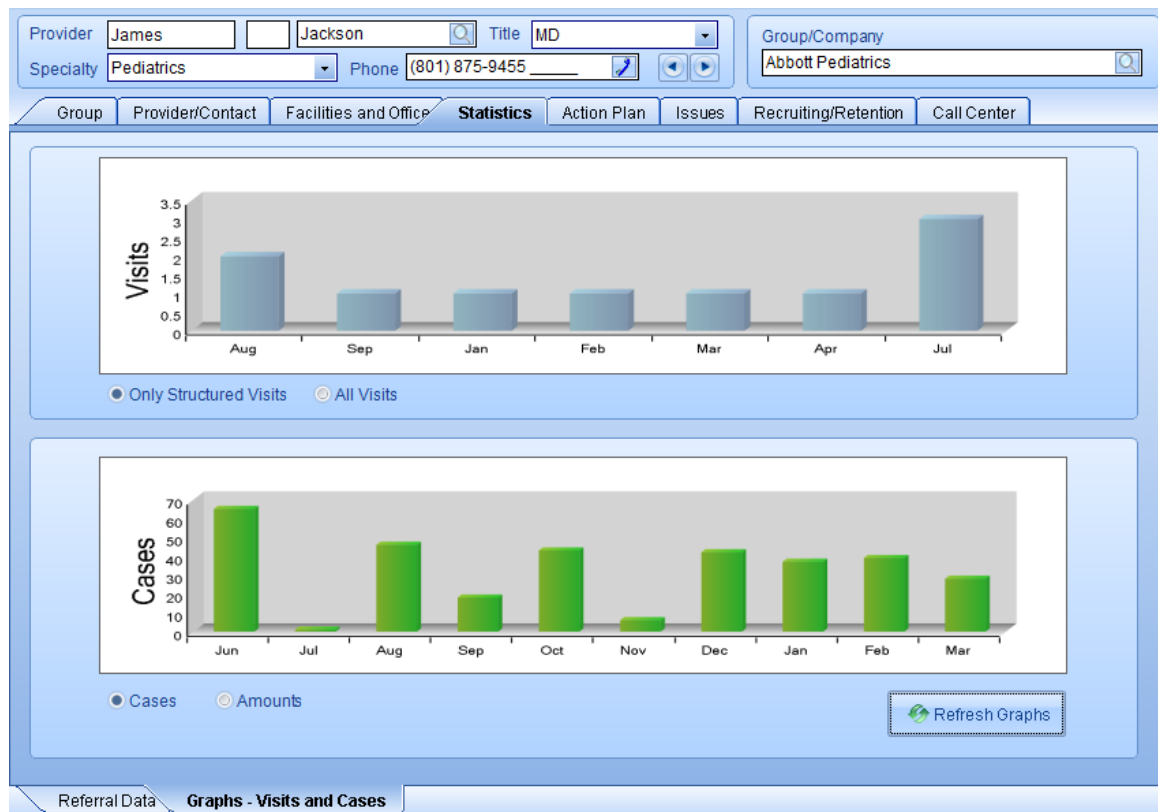 Provider James Jackson Title MD
Group/Company
Specialty Pediatrics Phone (801) 875-9455 _____
Abbott Pediatrics
Group Provider/Contact Facilities and Office Statistics Action Plan Issues Recruiting/Retention Call Center
Visits
3.5
3
2.5
2
1.5
1
0.5
0
Aug Sep Jan Feb Mar Apr Jul
Only Structured Visits All Visits
Cases
70
60
50
40
30
20
10
0
Jun Jul Aug Sep Oct Nov Dec Jan Feb Mar
Cases Amounts
Refresh Graphs
Referral Data Graphs - Visits and Cases